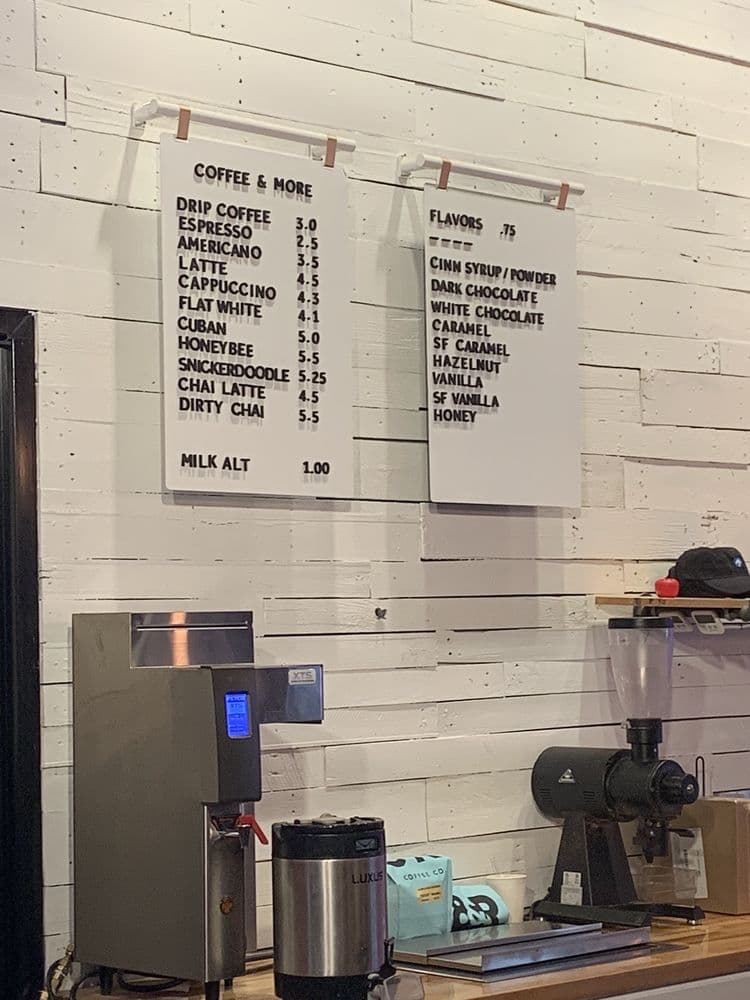 COFFEE & MORE
DRIP COFFEE 3.0
ESPRESSO 2.5
AMERICANO 3.5
LATTE 4.5
CAPPUCCINO 4.3
FLAT WHITE 4.1
CUBAN 5.0
HONEYBEE 5.5
SNICKERDOODLE 5.25
CHAI LATTE 4.5
DIRTY CHAI 5.5
MILK ALT 1.00
FLAVORS .75
----
CINN SYRUP/POWDER
DARK CHOCOLATE
WHITE CHOCOLATE
CARAMEL
SF CARAMEL
HAZELNUT
VANILLA
SF VANILLA
HONEY
XTS
XTS
LUXUS
COFFEE CO